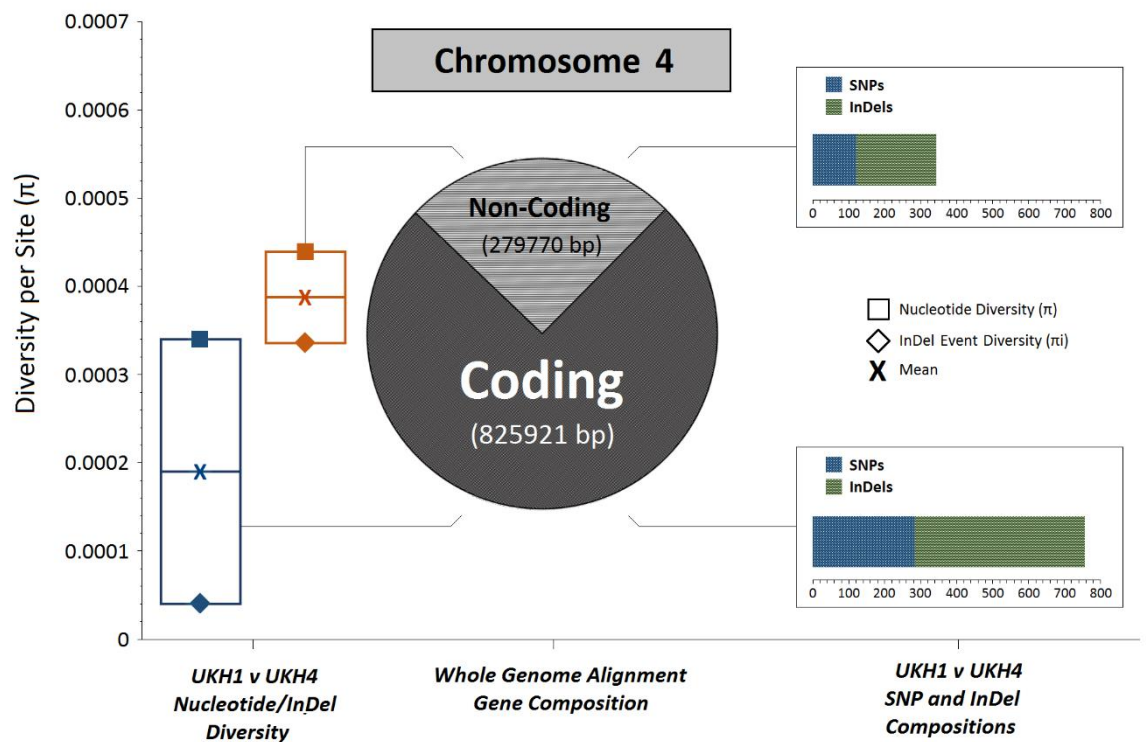 Chromosome 4
Diversity per Site (π)
0.0007
0.0006
0.0005
0.0004
0.0003
0.0002
0.0001
0
X
X
Non-Coding
(279770 bp)
Coding
(825921 bp)
SNPs
InDels
0 100 200 300 400 500 600 700 800
Nucleotide Diversity (π)
InDel Event Diversity (πi)
X Mean
SNPs
InDels
0 100 200 300 400 500 600 700 800
UKH1 v UKH4
Nucleotide/InDel
Diversity
Whole Genome Alignment
Gene Composition
UKH1 v UKH4
SNP and InDel
Compositions